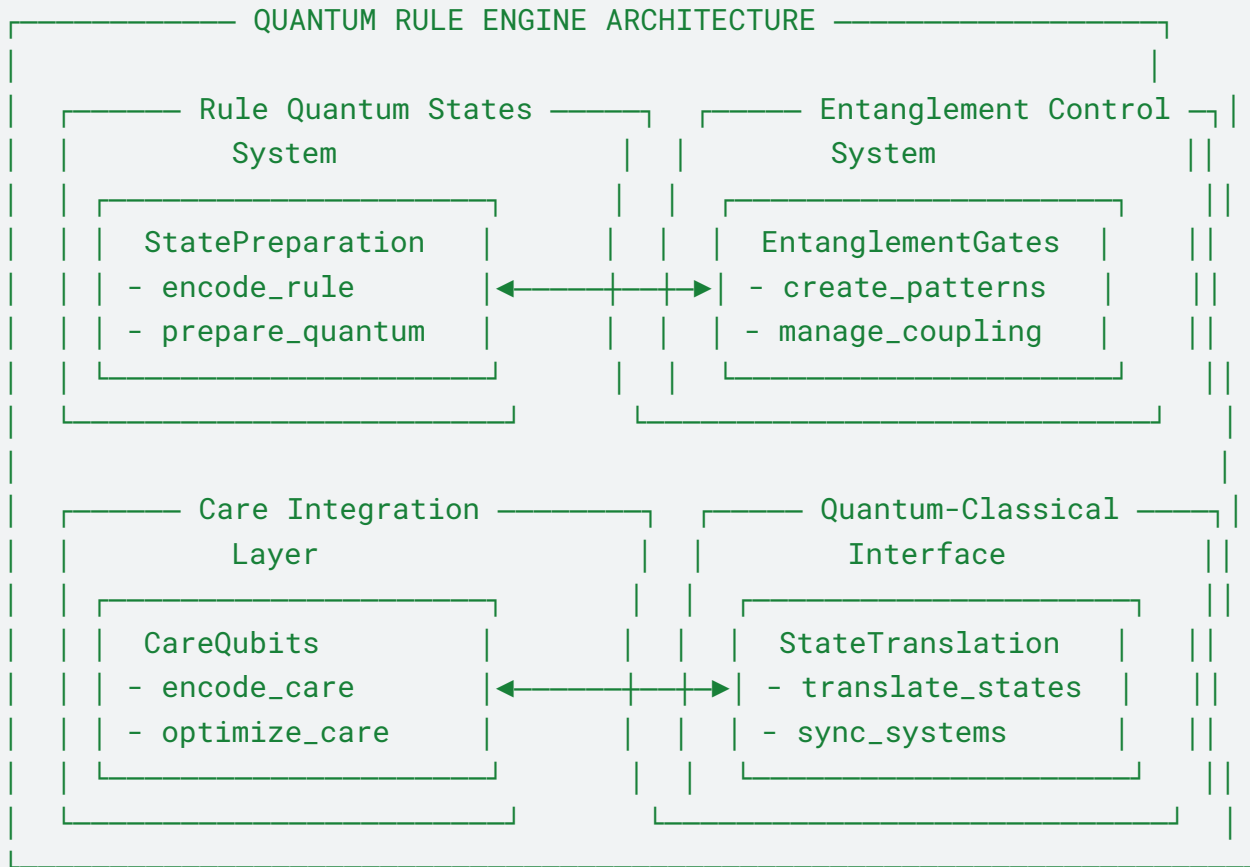 QUANTUM RULE ENGINE ARCHITECTURE
Rule Quantum States
System
Entanglement Control
System
StatePreparation
- encode_rule
- prepare_quantum
EntanglementGates
- create_patterns
- manage_coupling
Care Integration
Layer
Quantum-Classical
Interface
CareQubits
- encode_care
- optimize_care
StateTranslation
- translate_states
- sync_systems